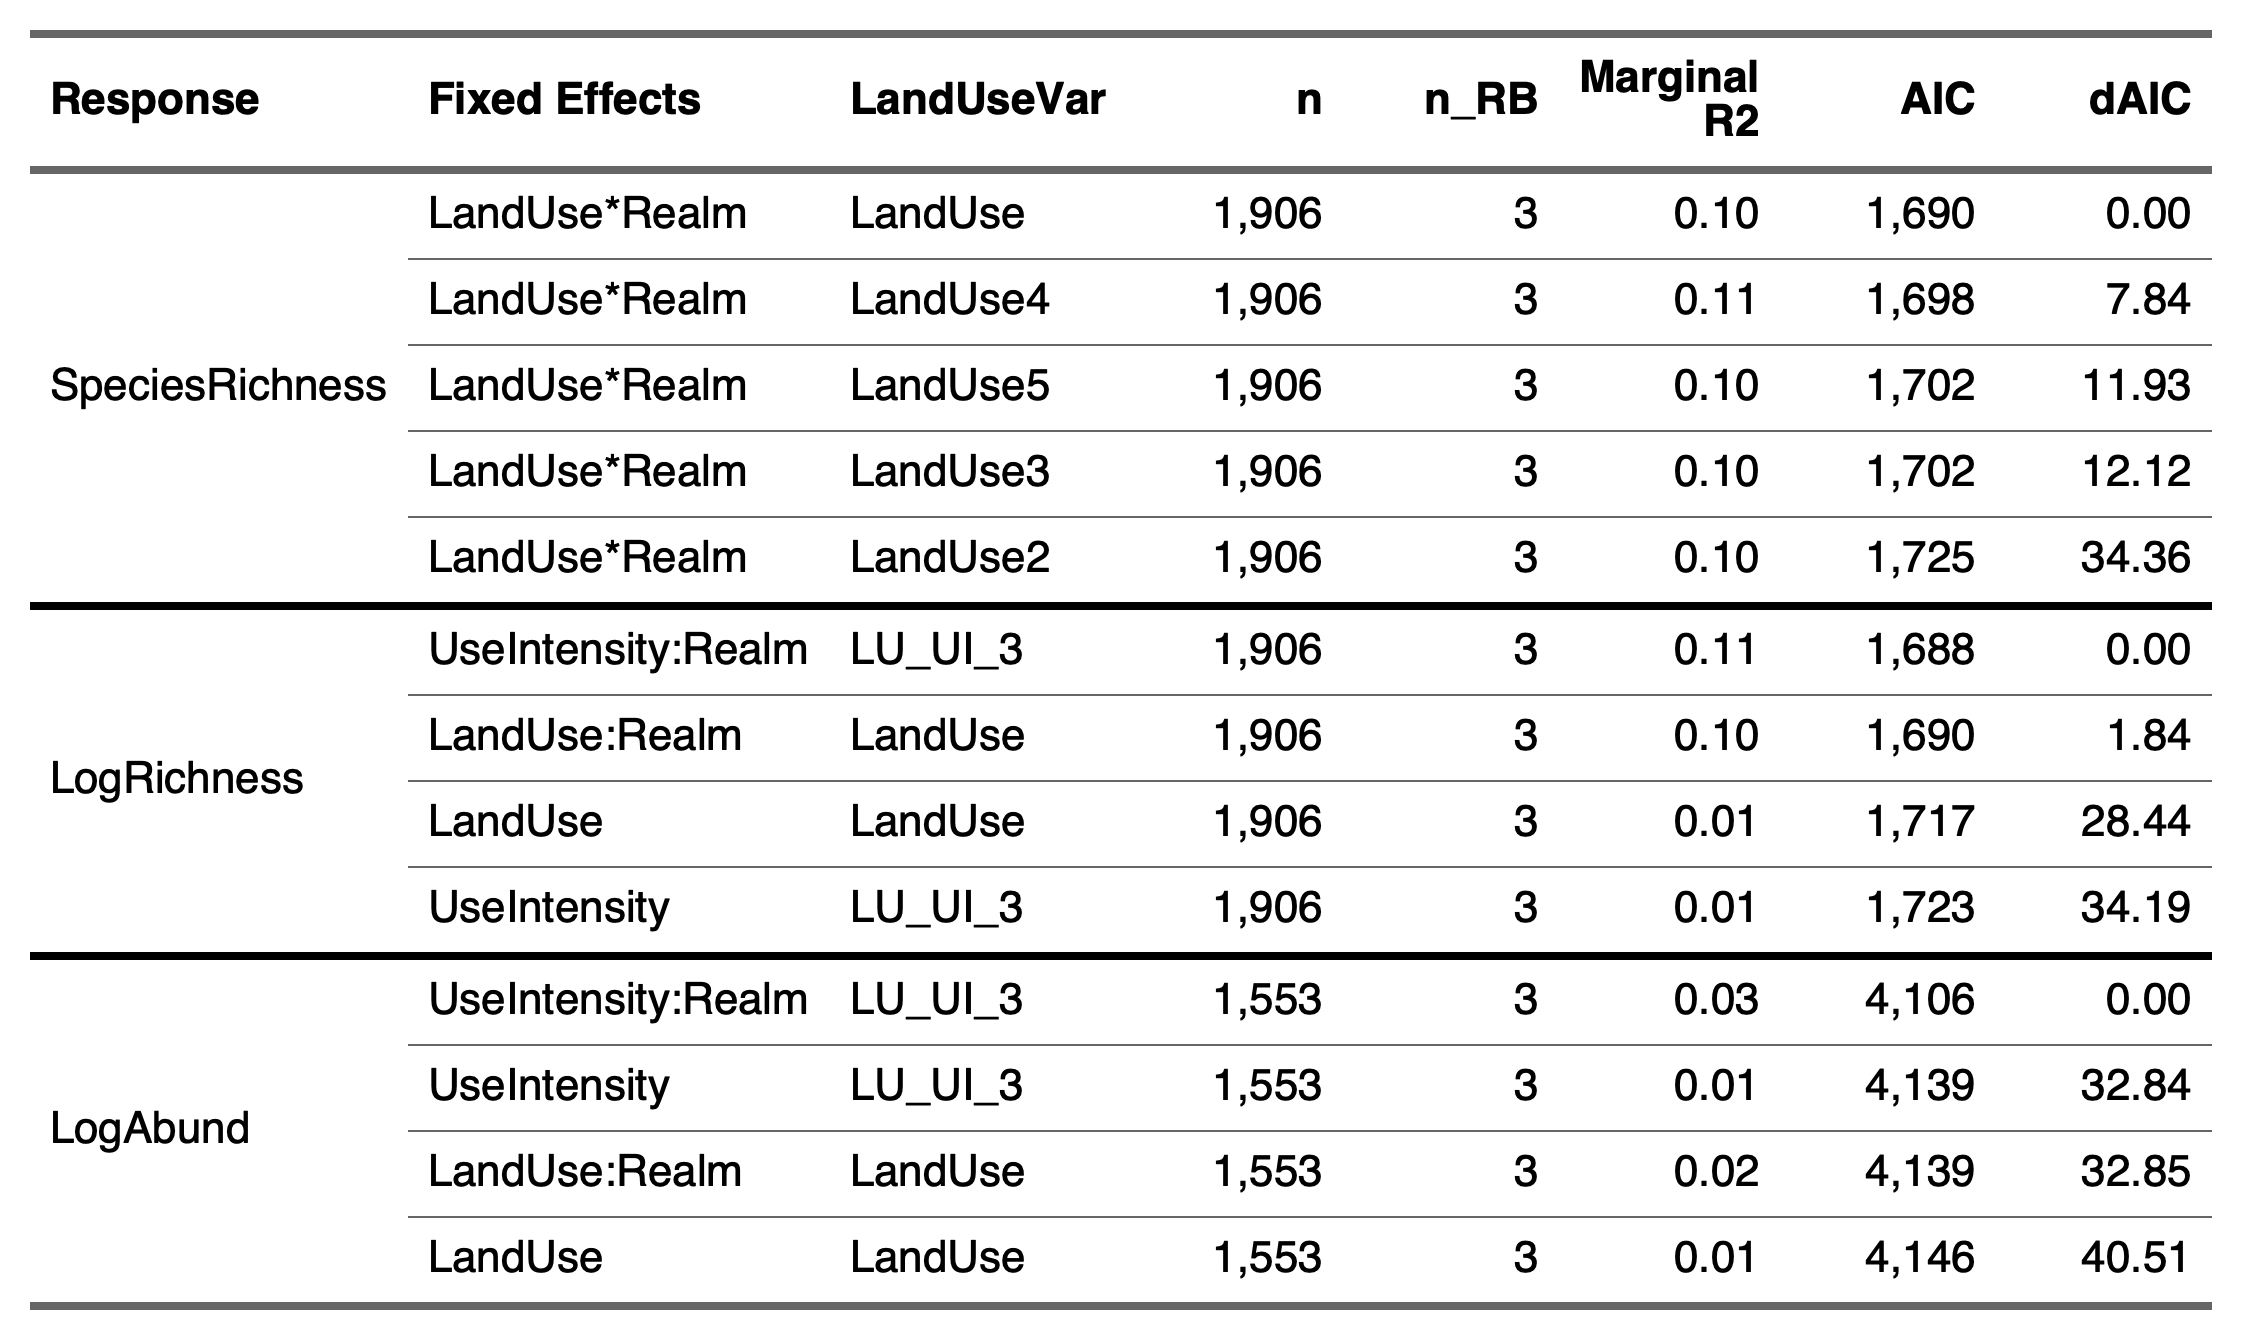 Response Fixed Effects LandUseVar n n_RB Marginal R2 AIC dAIC
SpeciesRichness
LandUse*Realm LandUse 1,906 3 0.10 1,690 0.00
LandUse*Realm LandUse4 1,906 3 0.11 1,698 7.84
LandUse*Realm LandUse5 1,906 3 0.10 1,702 11.93
LandUse*Realm LandUse3 1,906 3 0.10 1,702 12.12
LandUse*Realm LandUse2 1,906 3 0.10 1,725 34.36
LogRichness
UseIntensity:Realm LU_UI_3 1,906 3 0.11 1,688 0.00
LandUse:Realm LandUse 1,906 3 0.10 1,690 1.84
LandUse LandUse 1,906 3 0.01 1,717 28.44
UseIntensity LU_UI_3 1,906 3 0.01 1,723 34.19
LogAbund
UseIntensity:Realm LU_UI_3 1,553 3 0.03 4,106 0.00
UseIntensity LU_UI_3 1,553 3 0.01 4,139 32.84
LandUse:Realm LandUse 1,553 3 0.02 4,139 32.85
LandUse LandUse 1,553 3 0.01 4,146 40.51